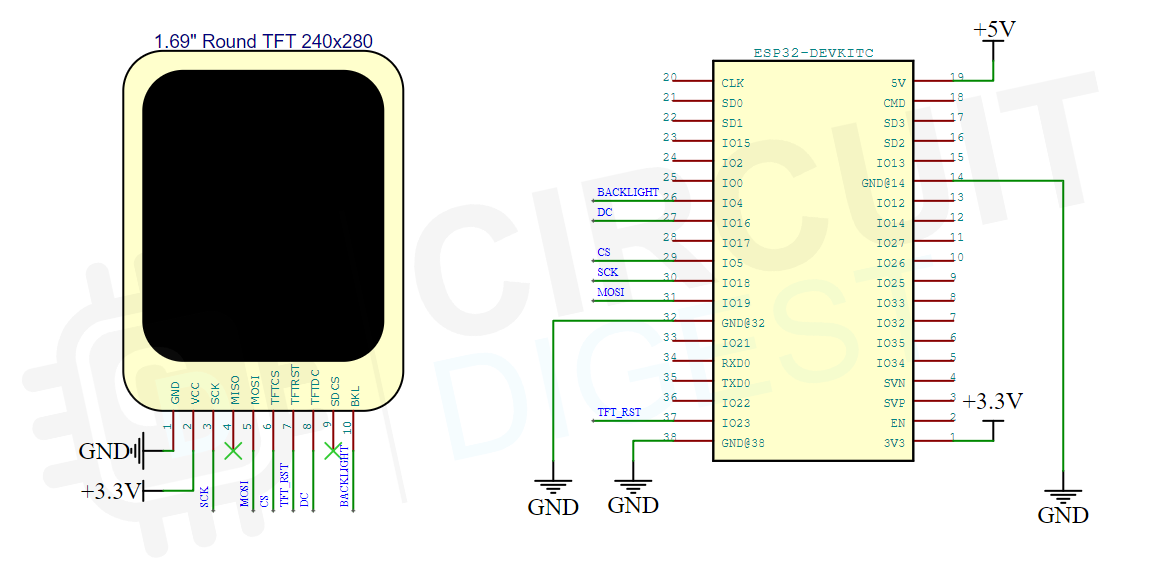 1.69" Round TFT 240x280
GND
VCC
SCK
MISO
MOSI
TFTCS
TFTRST
TFTDC
SDCS
BKL
1
2
3
4
5
6
7
8
9
10
GND
+3.3V
SCK
MOSI
CS
TFT_RST
DC
BACKLIGHT
CIRCUIT
DIGEST
ESP32-DEVKITC
+5V
20 CLK 5V 19
21 SD0 CMD 18
22 SD1 SD3 17
23 IO15 SD2 16
24 IO2 IO13 15
25 IO0 GND@14 14
BACKLIGHT 26 IO4 IO12 13
DC 27 IO16 IO14 12
28 IO17 IO27 11
CS 29 IO5 IO26 10
SCK 30 IO18 IO25 9
MOSI 31 IO19 IO33 8
32 GND@32 IO32 7
33 IO21 IO35 6
34 RXD0 IO34 5
35 TXD0 SVN 4
36 IO22 SVP 3
+3.3V
TFT_RST 37 IO23 EN 2
38 GND@38 3V3 1
GND
GND
GND